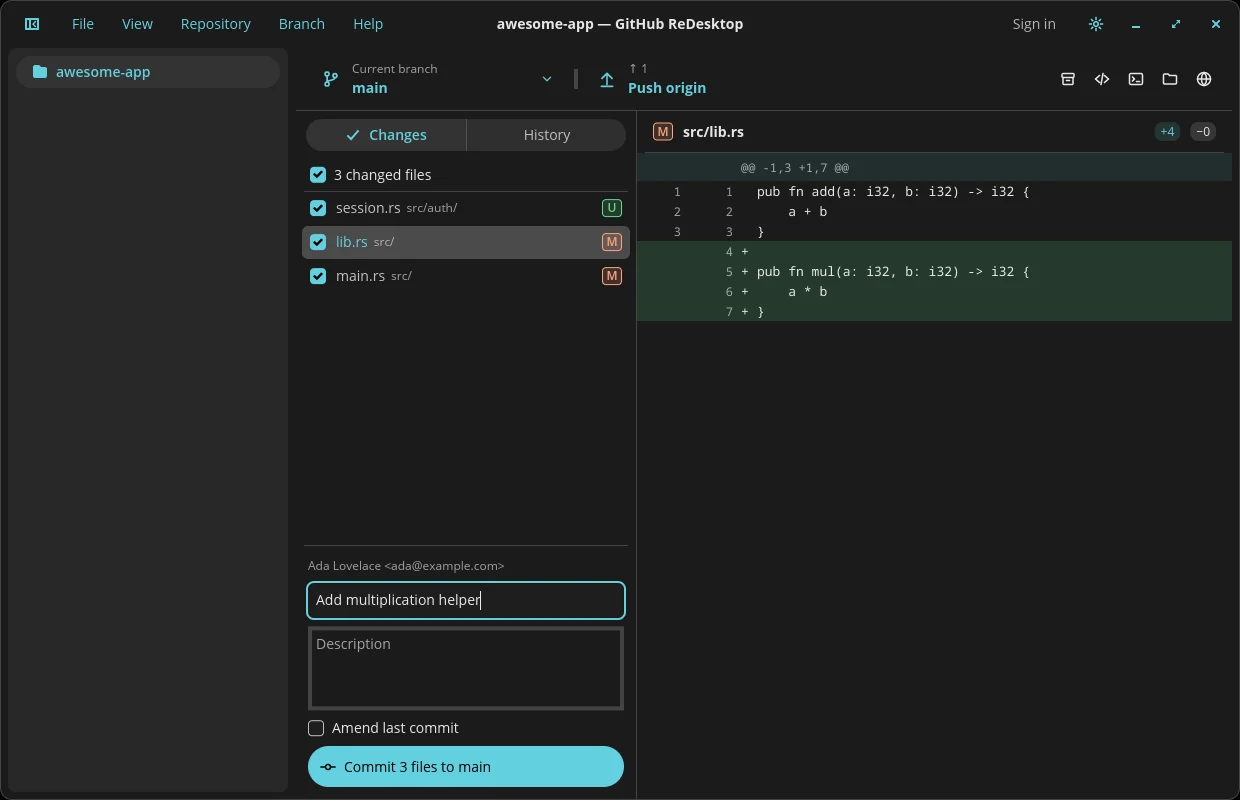 File View Repository Branch Help awesome-app — GitHub ReDesktop Sign in
awesome-app
Current branch
main
↑ 1
Push origin
Changes History
3 changed files
session.rs src/auth/ U
lib.rs src/ M
main.rs src/ M
Ada Lovelace <ada@example.com>
Add multiplication helper
Description
Amend last commit
Commit 3 files to main
M src/lib.rs +4 −0
@@ -1,3 +1,7 @@
1 1 pub fn add(a: i32, b: i32) -> i32 {
2 2     a + b
3 3 }
4 +
5 + pub fn mul(a: i32, b: i32) -> i32 {
6 +     a * b
7 + }